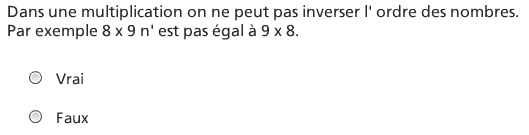 Dans une multiplication on ne peut pas inverser l' ordre des nombres.
Par exemple 8 x 9 n' est pas égal à 9 x 8.
Vrai
Faux